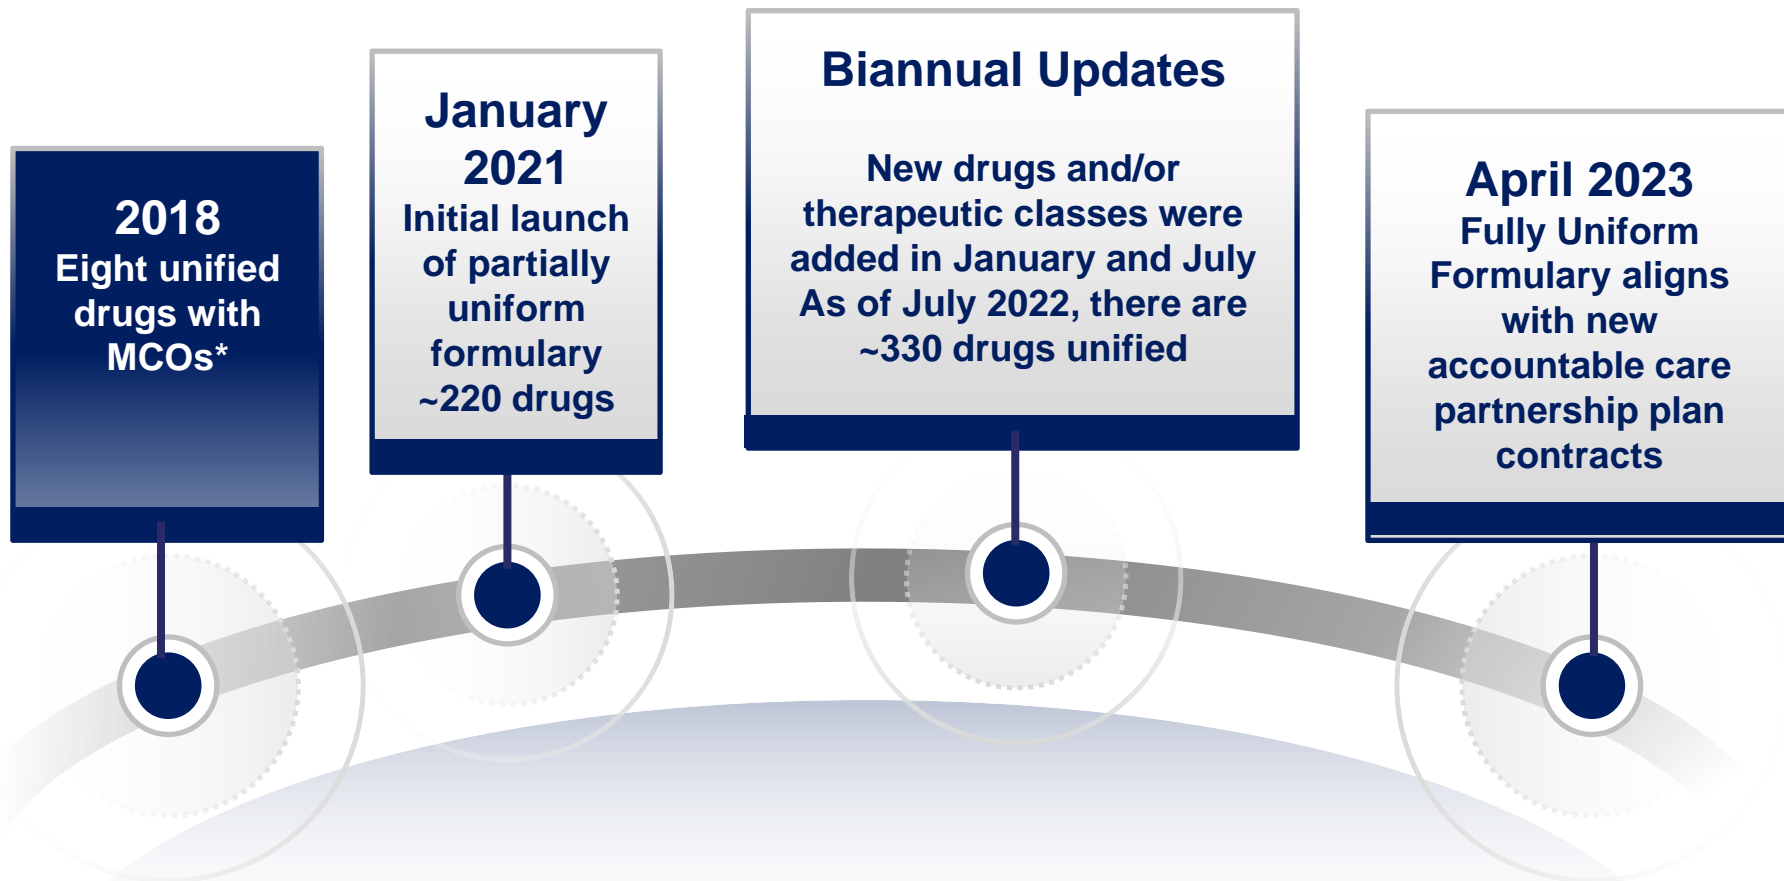 2018
Eight unified
drugs with
MCOs*
January
2021
Initial launch
of partially
uniform
formulary
~220 drugs
Biannual Updates
New drugs and/or
therapeutic classes were
added in January and July
As of July 2022, there are
~330 drugs unified
April 2023
Fully Uniform
Formulary aligns
with new
accountable care
partnership plan
contracts